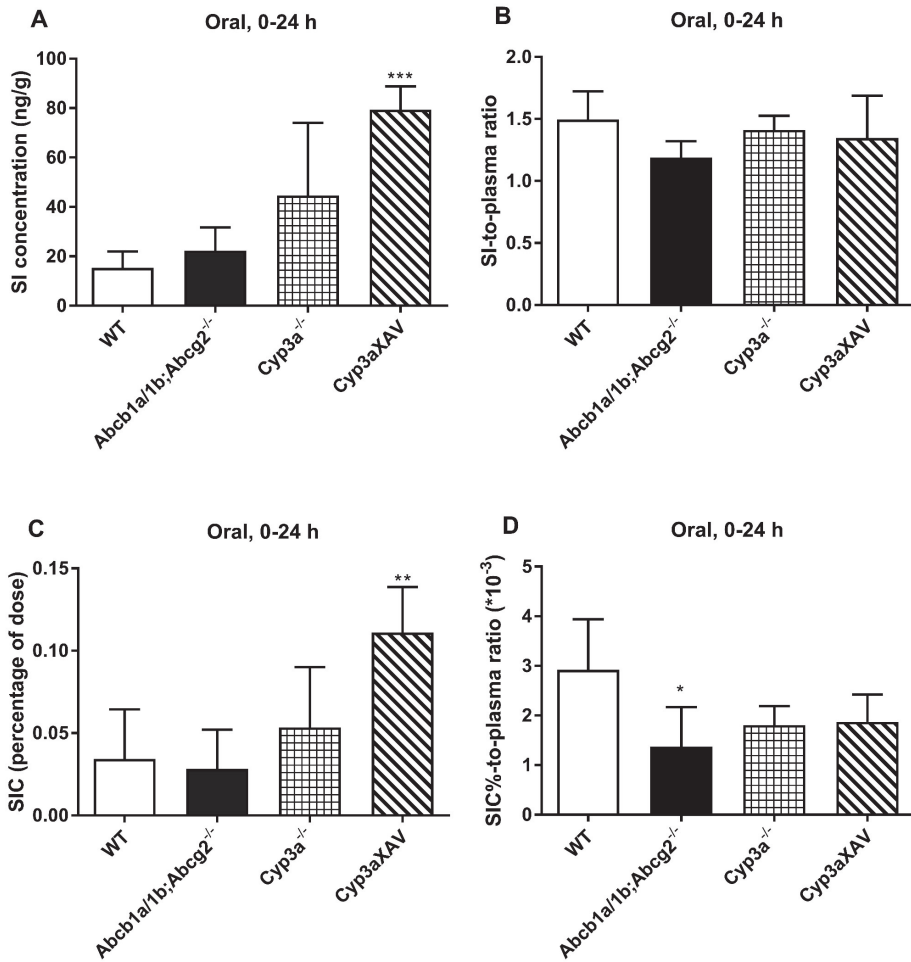 A
Oral, 0-24 h
SI concentration (ng/g)
100
80
60
40
20
0
***
WT
Abcb1a/1b;Abcg2-/-
Cyp3a-/-
Cyp3aXAV
B
Oral, 0-24 h
SI-to-plasma ratio
2.0
1.5
1.0
0.5
0.0
WT
Abcb1a/1b;Abcg2-/-
Cyp3a-/-
Cyp3aXAV
C
Oral, 0-24 h
SIC (percentage of dose)
0.15
0.10
0.05
0.00
**
WT
Abcb1a/1b;Abcg2-/-
Cyp3a-/-
Cyp3aXAV
D
Oral, 0-24 h
SIC%-to-plasma ratio (*10-3)
5
4
3
2
1
0
*
WT
Abcb1a/1b;Abcg2-/-
Cyp3a-/-
Cyp3aXAV